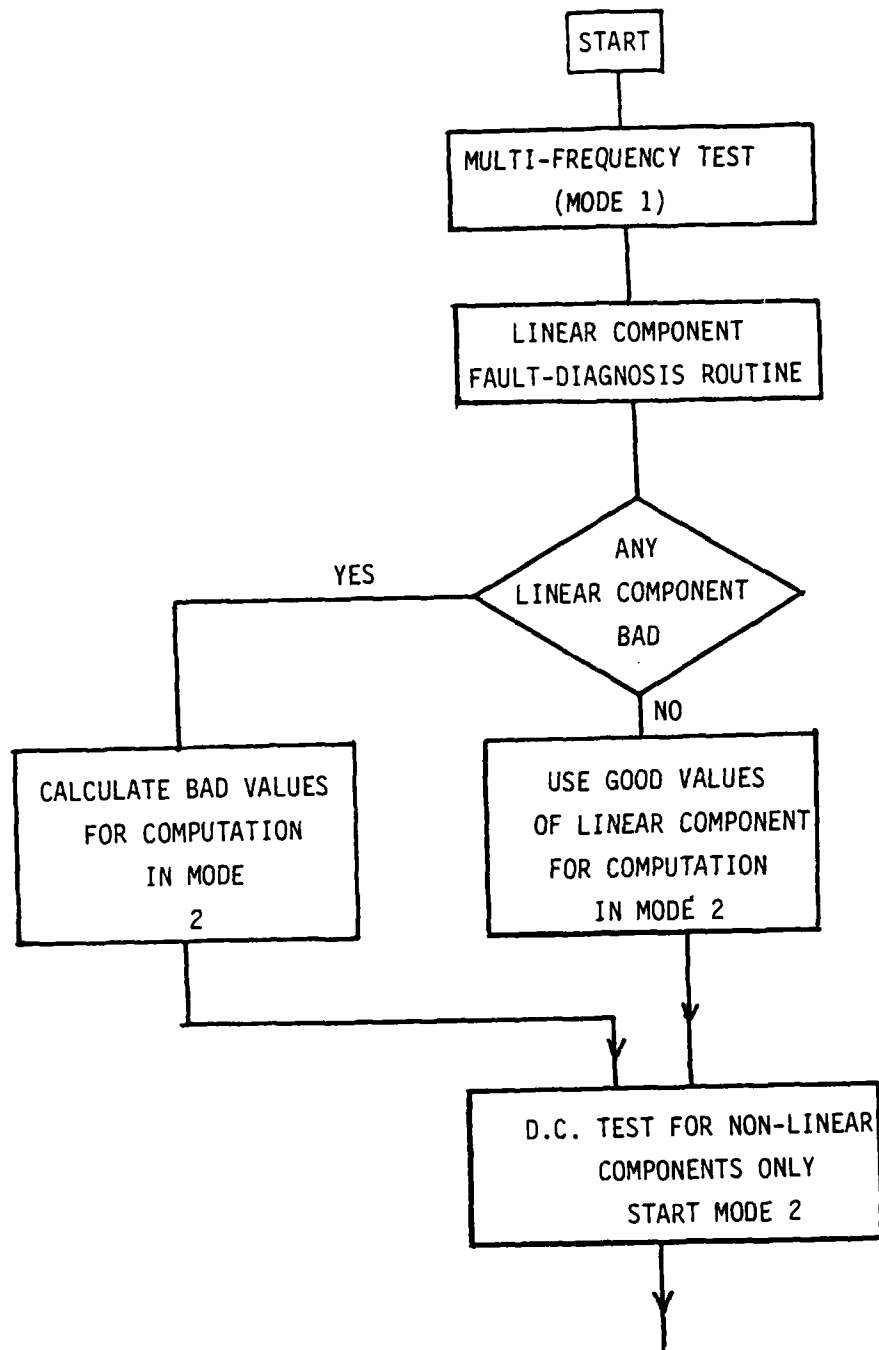 START
MULTI-FREQUENCY TEST
(MODE 1)
LINEAR COMPONENT
FAULT-DIAGNOSIS ROUTINE
ANY
LINEAR COMPONENT
BAD
YES
NO
CALCULATE BAD VALUES
FOR COMPUTATION
IN MODE
2
USE GOOD VALUES
OF LINEAR COMPONENT
FOR COMPUTATION
IN MODE 2
D.C. TEST FOR NON-LINEAR
COMPONENTS ONLY
START MODE 2